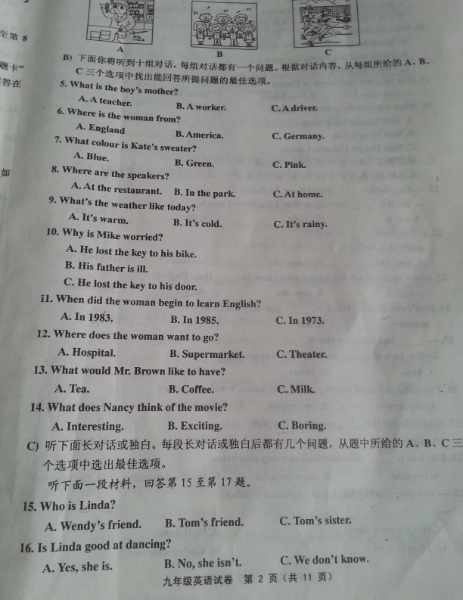 至第 8
题卡"
答在
如
A
B
C
B) 下面你将听到十组对话，每组对话都有一个问题。根据对话内容，从每组所给的 A、B、
C 三个选项中找出能回答所提问题的最佳选项。
5. What is the boy's mother?
A. A teacher. B. A worker. C. A driver.
6. Where is the woman from?
A. England B. America. C. Germany.
7. What colour is Kate's sweater?
A. Blue. B. Green. C. Pink.
8. Where are the speakers?
A. At the restaurant. B. In the park. C. At home.
9. What's the weather like today?
A. It's warm. B. It's cold. C. It's rainy.
10. Why is Mike worried?
A. He lost the key to his bike.
B. His father is ill.
C. He lost the key to his door.
11. When did the woman begin to learn English?
A. In 1983. B. In 1985. C. In 1973.
12. Where does the woman want to go?
A. Hospital. B. Supermarket. C. Theater.
13. What would Mr. Brown like to have?
A. Tea. B. Coffee. C. Milk.
14. What does Nancy think of the movie?
A. Interesting. B. Exciting. C. Boring.
C) 听下面长对话或独白。每段长对话或独白后都有几个问题，从题中所给的 A、B、C 三
个选项中选出最佳选项。
听下面一段材料，回答第 15 至第 17 题。
15. Who is Linda?
A. Wendy's friend. B. Tom's friend. C. Tom's sister.
16. Is Linda good at dancing?
A. Yes, she is. B. No, she isn't. C. We don't know.
九年级英语试卷 第 2 页（共 11 页）